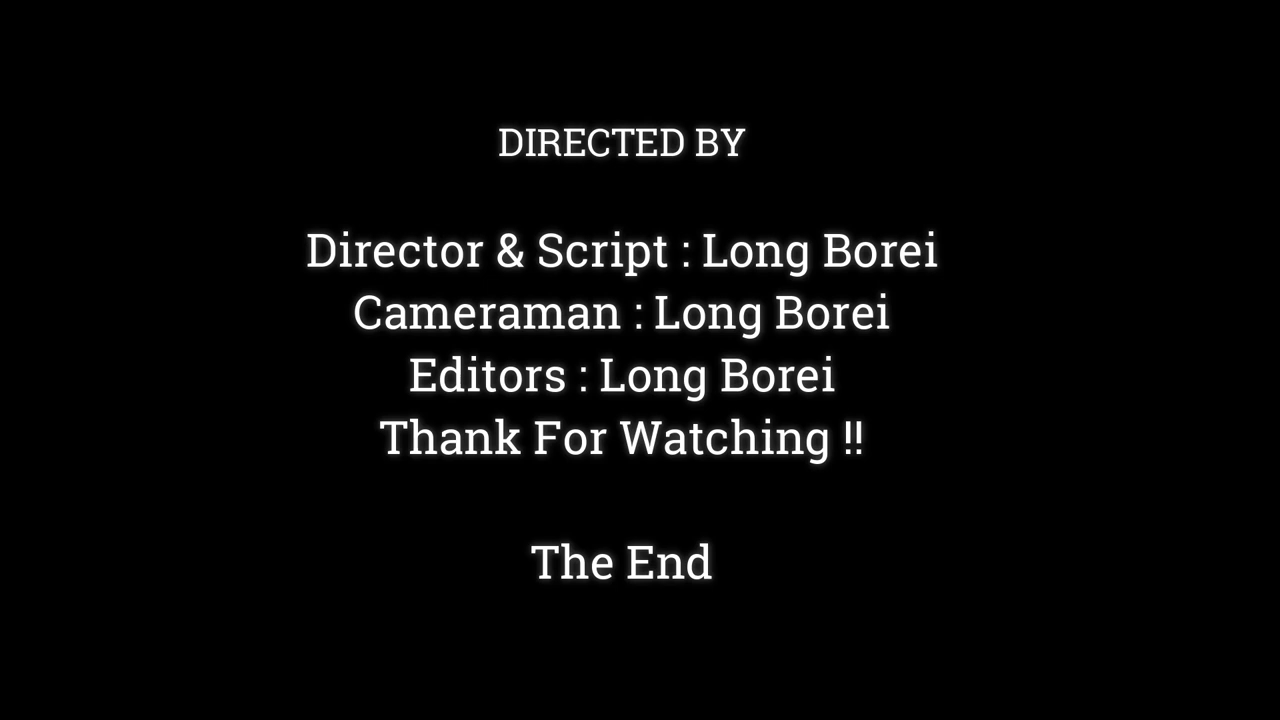 DIRECTED BY
Director & Script : Long Borei
Cameraman : Long Borei
Editors : Long Borei
Thank For Watching !!
The End